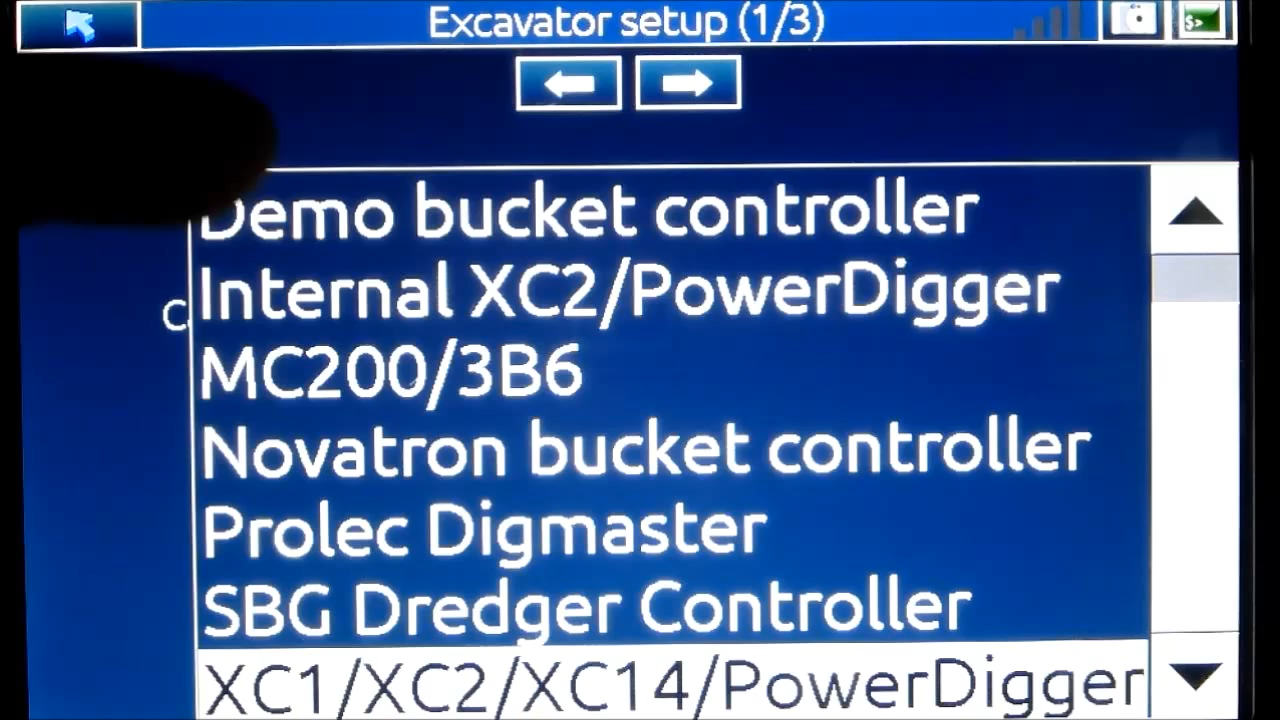 Excavator setup (1/3)
$>
Demo bucket controller
Internal XC2/PowerDigger
C
MC200/3B6
Novatron bucket controller
Prolec Digmaster
SBG Dredger Controller
XC1/XC2/XC14/PowerDigger